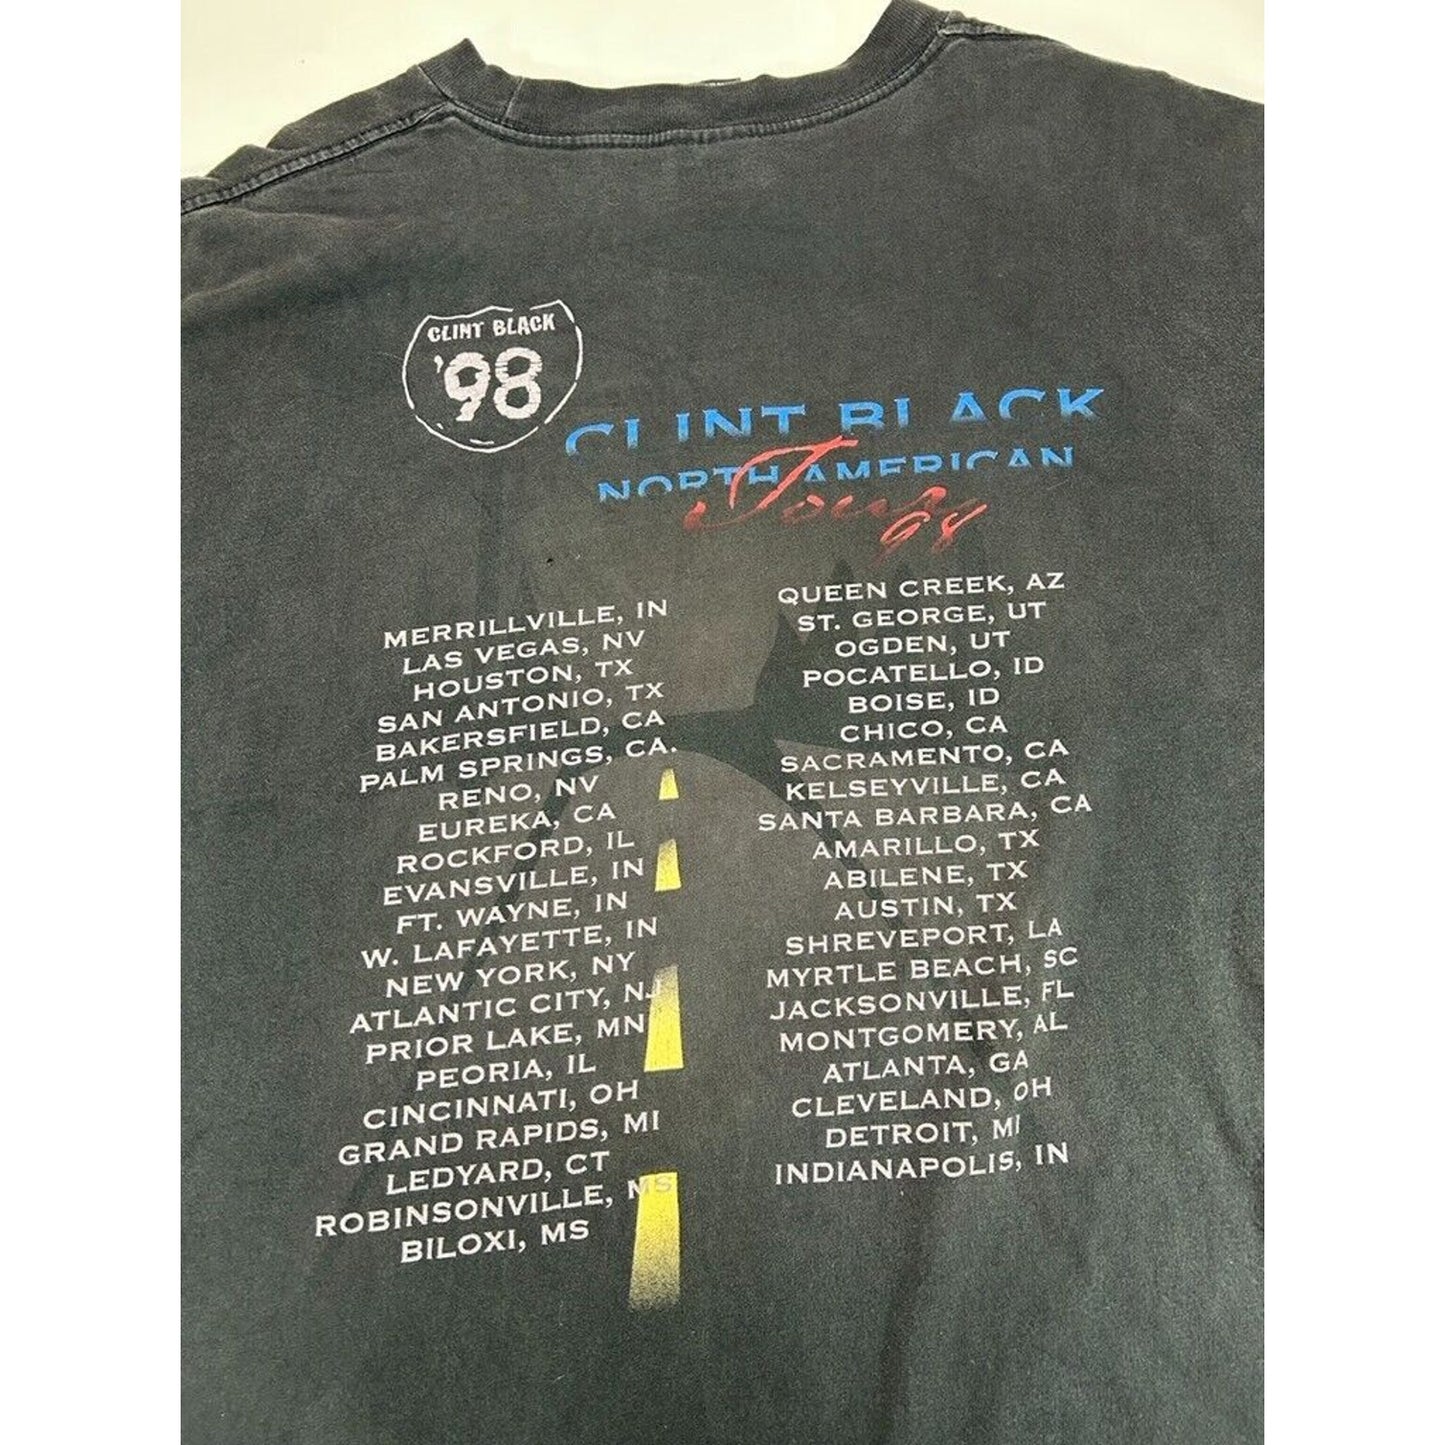 CLINT BLACK
'98
CLINT BLACK
NORTH AMERICAN
Tour
98
MERRILLVILLE, IN
LAS VEGAS, NV
HOUSTON, TX
SAN ANTONIO, TX
BAKERSFIELD, CA
PALM SPRINGS, CA.
RENO, NV
EUREKA, CA
ROCKFORD, IL
EVANSVILLE, IN
FT. WAYNE, IN
W. LAFAYETTE, IN
NEW YORK, NY
ATLANTIC CITY, NJ
PRIOR LAKE, MN
PEORIA, IL
CINCINNATI, OH
GRAND RAPIDS, MI
LEDYARD, CT
ROBINSONVILLE, MS
BILOXI, MS
QUEEN CREEK, AZ
ST. GEORGE, UT
OGDEN, UT
POCATELLO, ID
BOISE, ID
CHICO, CA
SACRAMENTO, CA
KELSEYVILLE, CA
SANTA BARBARA, CA
AMARILLO, TX
ABILENE, TX
AUSTIN, TX
SHREVEPORT, LA
MYRTLE BEACH, SC
JACKSONVILLE, FL
MONTGOMERY, AL
ATLANTA, GA
CLEVELAND, OH
DETROIT, MI
INDIANAPOLIS, IN